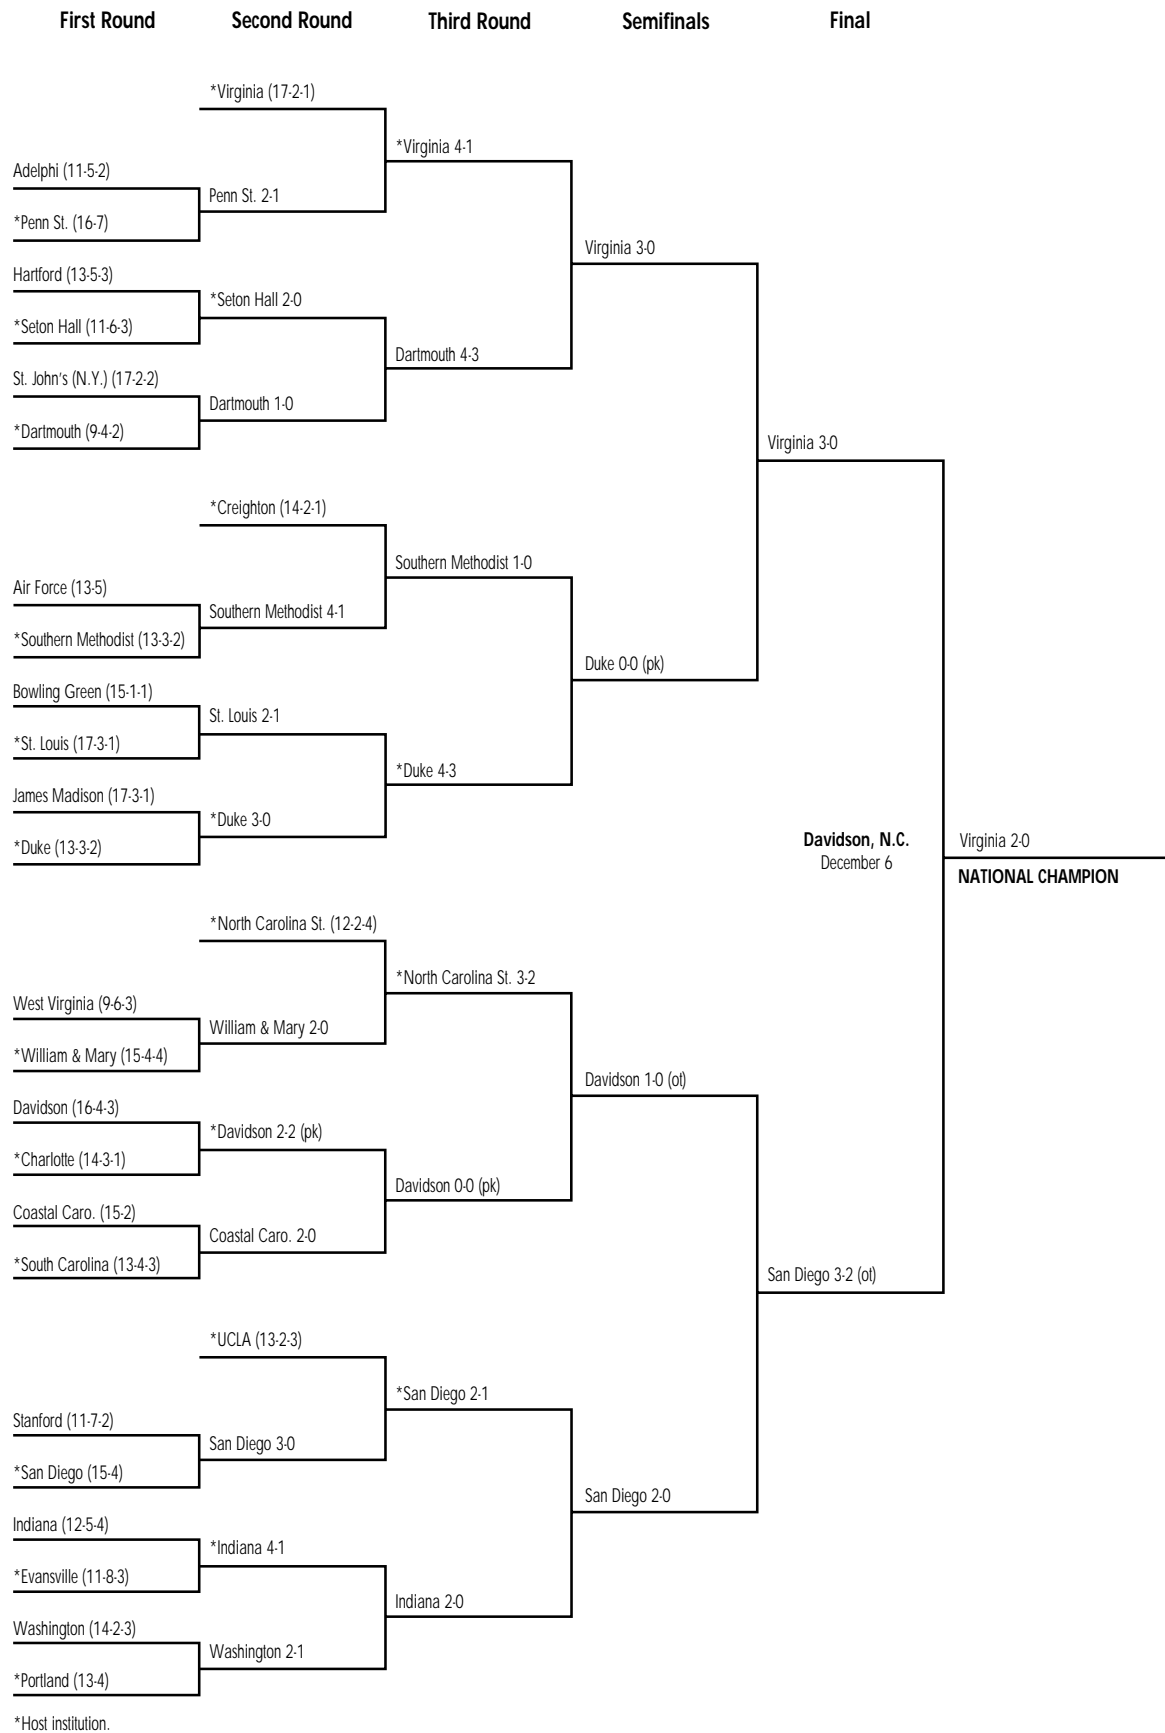 First Round
Second Round
Third Round
Semifinals
Final
*Virginia (17-2-1)
*Virginia 4-1
Adelphi (11-5-2)
Penn St. 2-1
*Penn St. (16-7)
Virginia 3-0
Hartford (13-5-3)
*Seton Hall 2-0
*Seton Hall (11-6-3)
Dartmouth 4-3
St. John's (N.Y.) (17-2-2)
Dartmouth 1-0
*Dartmouth (9-4-2)
Virginia 3-0
*Creighton (14-2-1)
Southern Methodist 1-0
Air Force (13-5)
Southern Methodist 4-1
*Southern Methodist (13-3-2)
Duke 0-0 (pk)
Bowling Green (15-1-1)
St. Louis 2-1
*St. Louis (17-3-1)
*Duke 4-3
James Madison (17-3-1)
*Duke 3-0
*Duke (13-3-2)
Davidson, N.C.
December 6
Virginia 2-0
NATIONAL CHAMPION
*North Carolina St. (12-2-4)
*North Carolina St. 3-2
West Virginia (9-6-3)
William & Mary 2-0
*William & Mary (15-4-4)
Davidson 1-0 (ot)
Davidson (16-4-3)
*Davidson 2-2 (pk)
*Charlotte (14-3-1)
Davidson 0-0 (pk)
Coastal Caro. (15-2)
Coastal Caro. 2-0
*South Carolina (13-4-3)
San Diego 3-2 (ot)
*UCLA (13-2-3)
*San Diego 2-1
Stanford (11-7-2)
San Diego 3-0
*San Diego (15-4)
San Diego 2-0
Indiana (12-5-4)
*Indiana 4-1
*Evansville (11-8-3)
Indiana 2-0
Washington (14-2-3)
Washington 2-1
*Portland (13-4)
*Host institution.